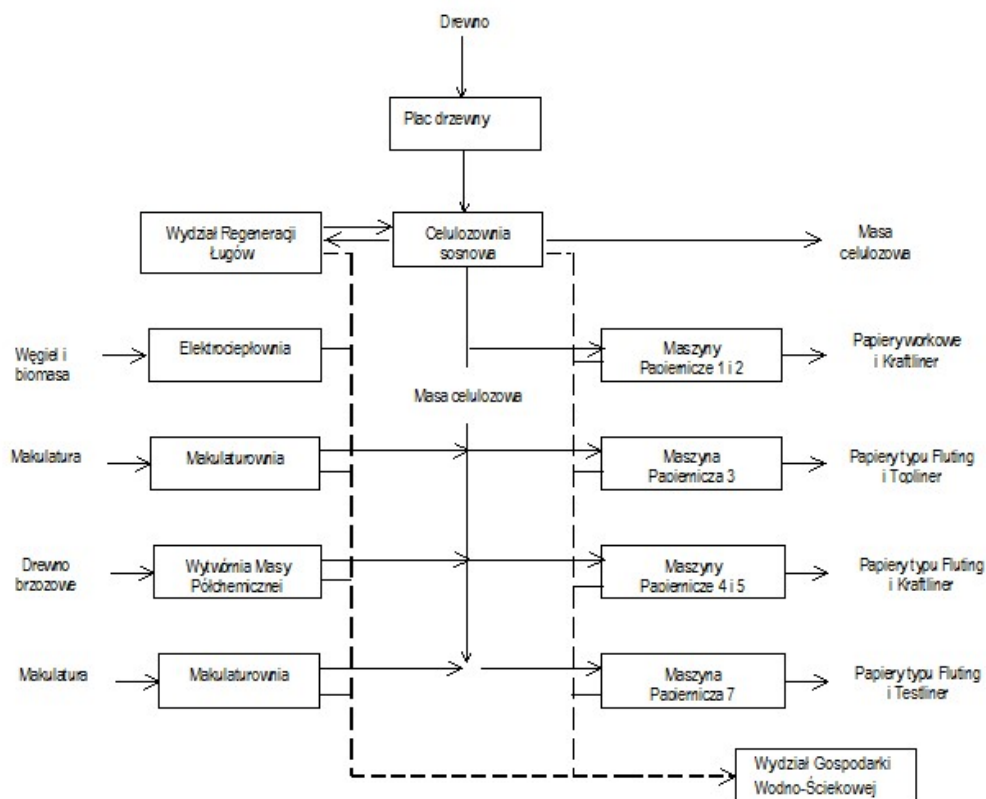 Drewno
Plac drzewny
Wydział Regeneracji
Ługów
Celulozownia
sosnowa
Masa
celulozowa
Węgiel i
biomasa
Elektrociepłownia
Maszyny
Papiernicze 1 i 2
Papiery workowe
i Kraftliner
Masa celulozowa
Makulatura
Makulaturownia
Maszyna
Papiernicza 3
Papiery typu Fluting
i Topliner
Drewno
brzozowe
Wytwórnia Masy
Półchemicznej
Maszyny
Papiernicze 4 i 5
Papiery typu Fluting
i Kraftliner
Makulatura
Makulaturownia
Maszyna
Papiernicza 7
Papiery typu Fluting
i Testliner
Wydział Gospodarki
Wodno-Ściekowej